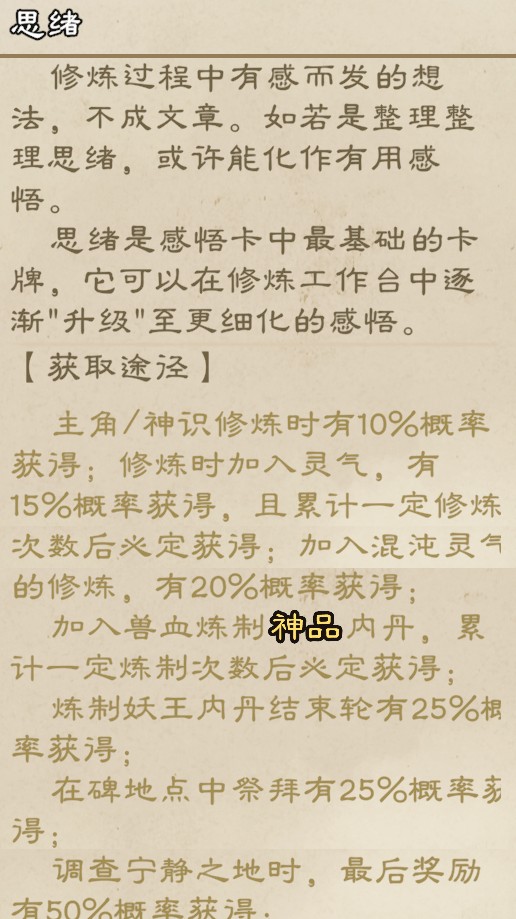 思绪
修炼过程中有感而发的想
法，不成文章。如若是整理整
理思绪，或许能化作有用感
悟。
思绪是感悟卡中最基础的卡
牌，它可以在修炼工作台中逐
渐"升级"至更细化的感悟。
【获取途径】
主角/神识修炼时有10%概率
获得；修炼时加入灵气，有
15%概率获得，且累计一定修炼
次数后必定获得；加入混沌灵气
的修炼，有20%概率获得；
加入兽血炼制神品内丹，累
计一定炼制次数后必定获得；
炼制妖王内丹结束轮有25%概
率获得；
在碑地点中祭拜有25%概率获
得；
调查宁静之地时，最后奖励
有50%概率获得；